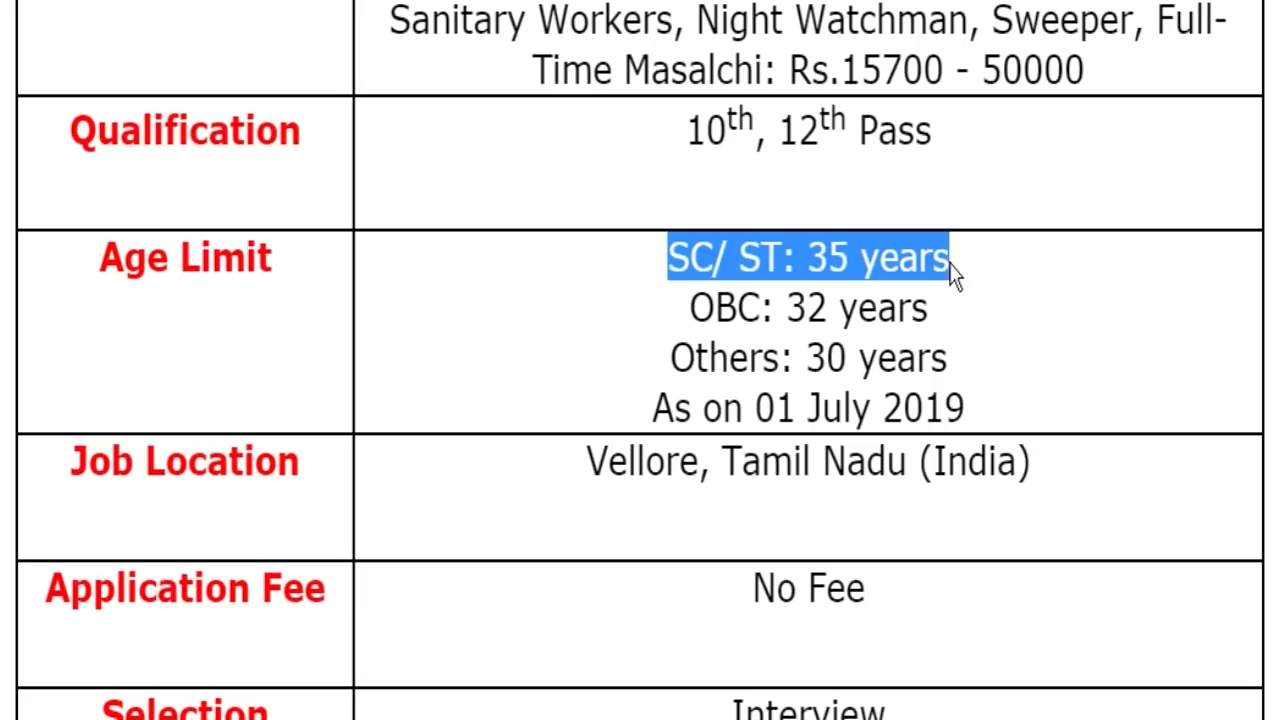 Sanitary Workers, Night Watchman, Sweeper, Full-
Time Masalchi: Rs.15700 - 50000
Qualification
10th, 12th Pass
Age Limit
SC/ ST: 35 years
OBC: 32 years
Others: 30 years
As on 01 July 2019
Job Location
Vellore, Tamil Nadu (India)
Application Fee
No Fee
Selection
Interview